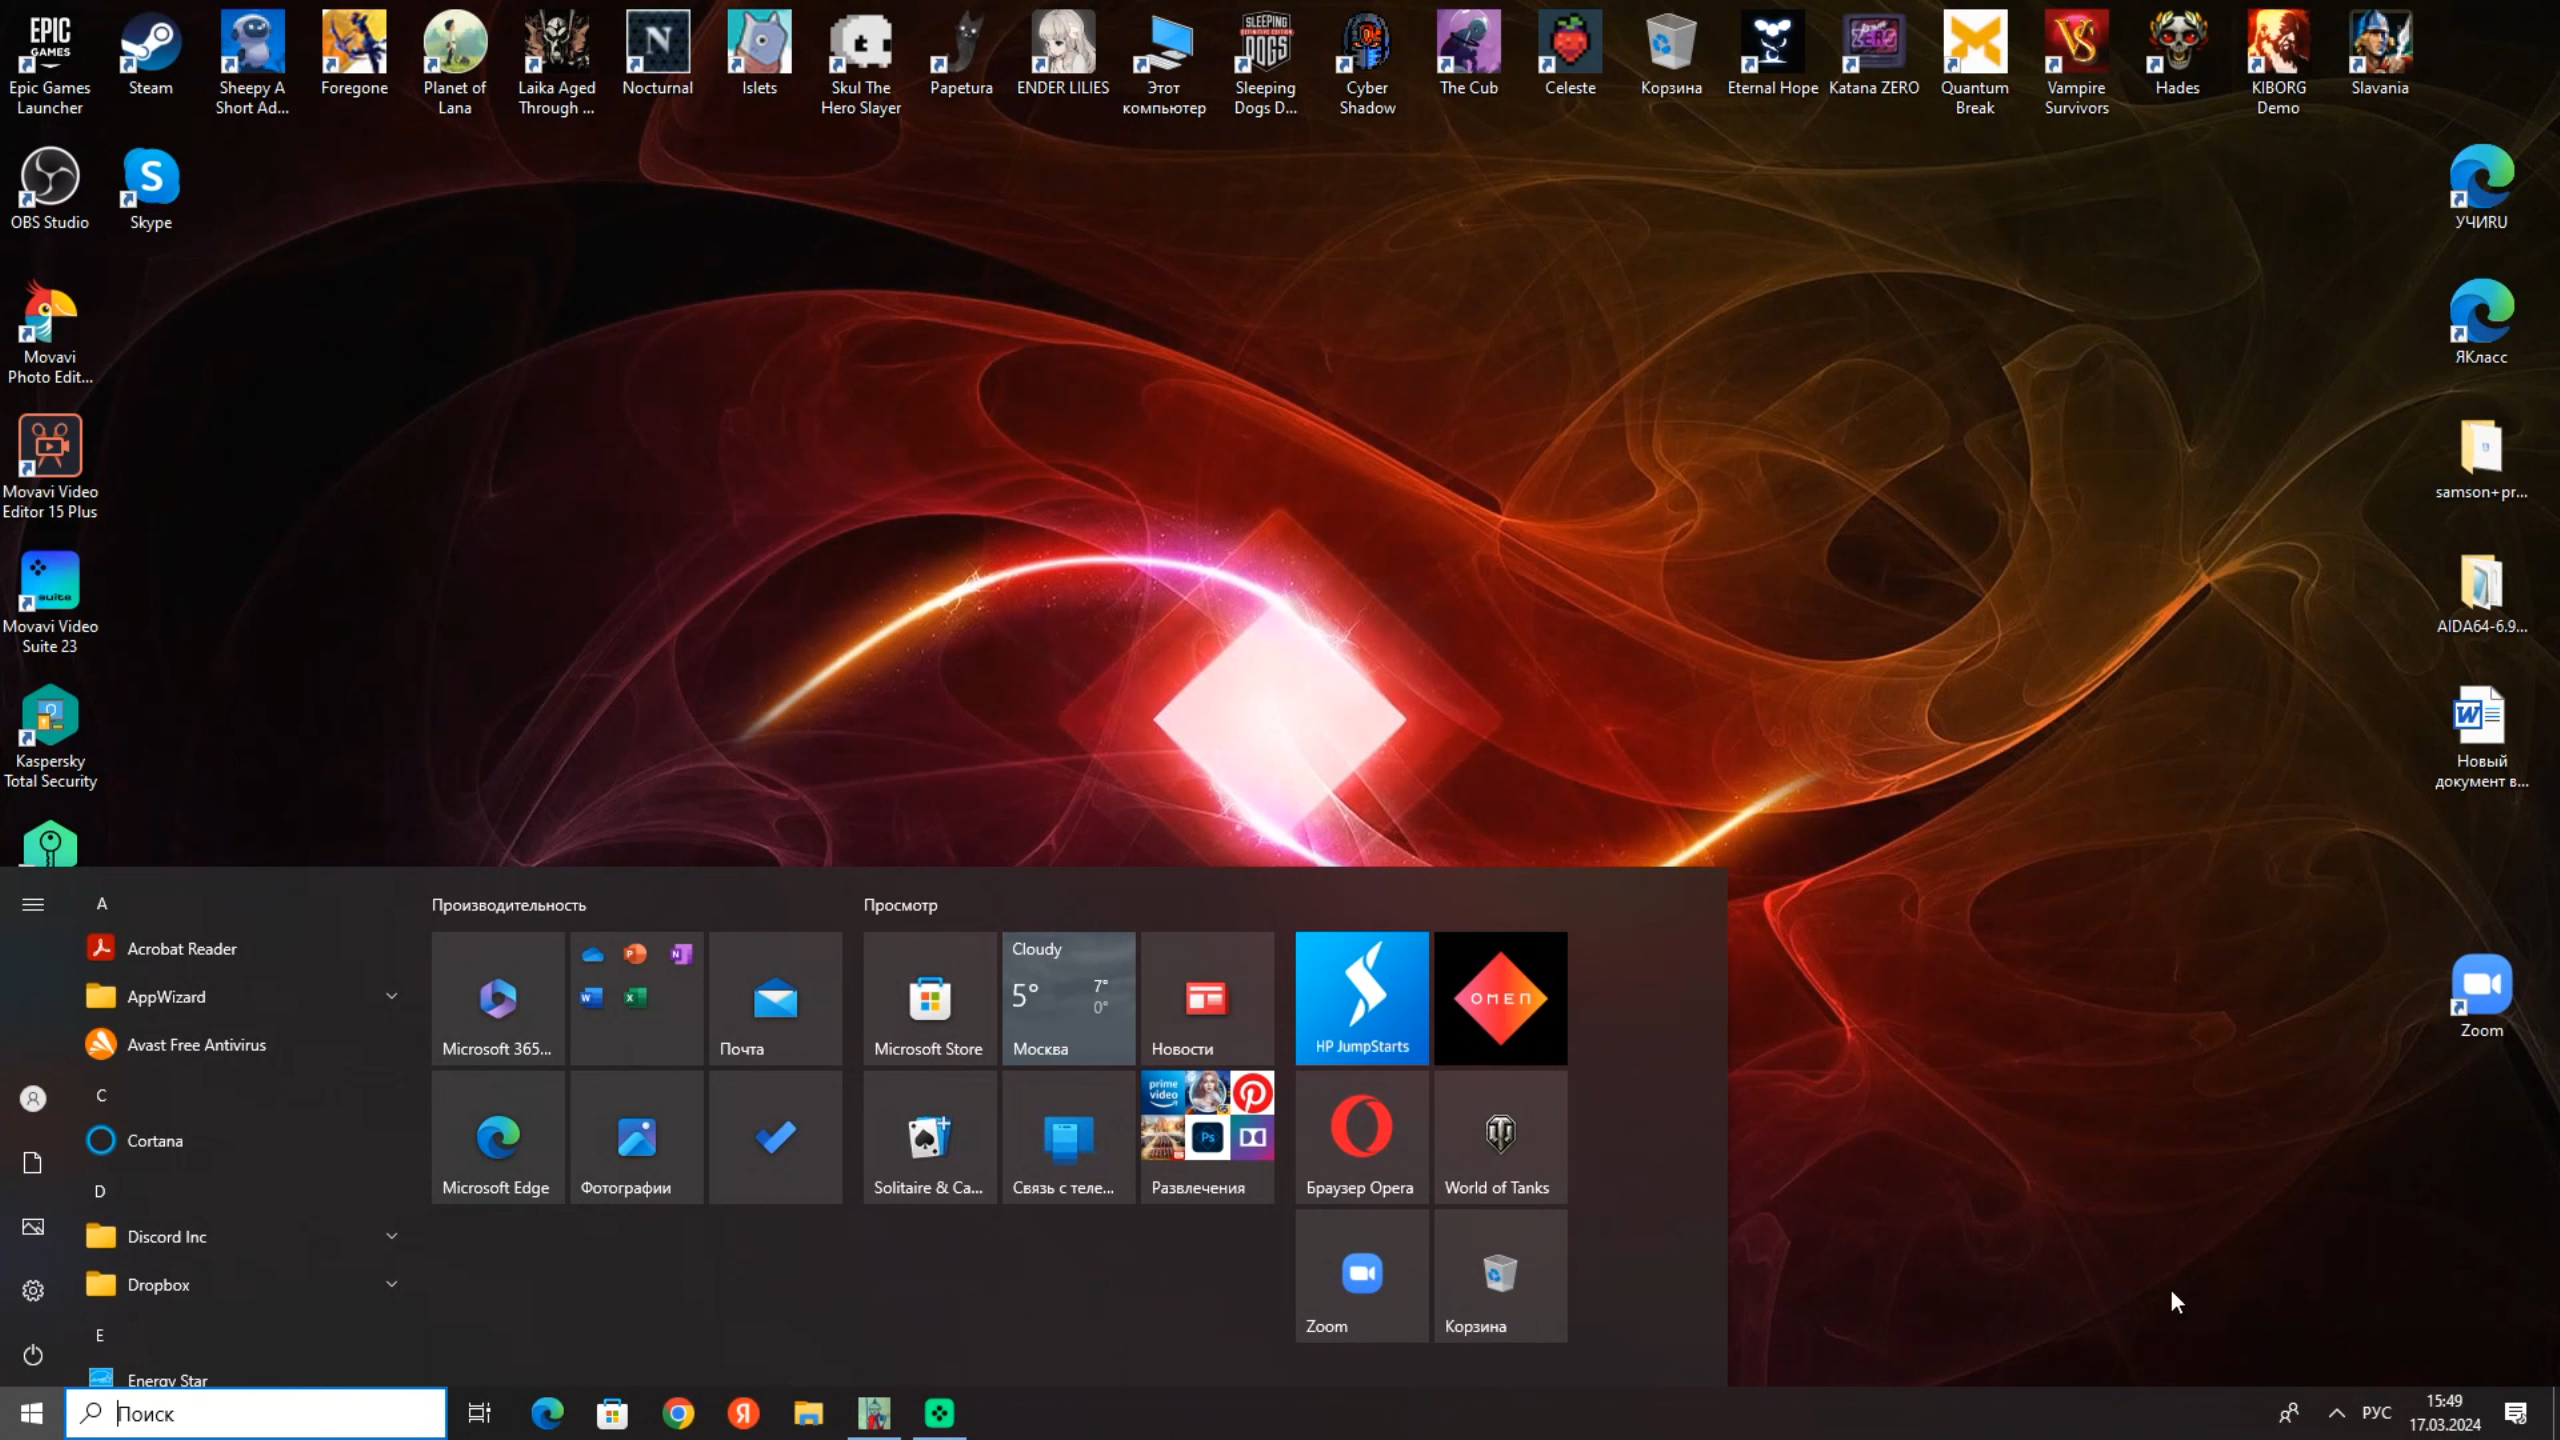 EPIC
GAMES
SLEEPING
DOGS
Epic Games
Launcher
Steam
Sheepy A
Short Ad...
Foregone
Planet of
Lana
Laika Aged
Through ...
Nocturnal
Islets
Skul The
Hero Slayer
Papetura
ENDER LILIES
Этот
компьютер
Sleeping
Dogs D...
Cyber
Shadow
The Cub
Celeste
Корзина
Eternal Hope
Katana ZERO
Quantum
Break
Vampire
Survivors
Hades
KIBORG
Demo
Slavania
OBS Studio
Skype
УЧИRU
Movavi
Photo Edit...
ЯКласс
Movavi Video
Editor 15 Plus
samson+pr...
suite
Movavi Video
Suite 23
AIDA64-6.9...
Kaspersky
Total Security
Новый
документ в...
Zoom
A
Acrobat Reader
AppWizard
Avast Free Antivirus
C
Cortana
D
Discord Inc
Dropbox
E
Energy Star
Производительность
Microsoft 365...
Почта
Microsoft Edge
Фотографии
Просмотр
Microsoft Store
Cloudy
5°
7°
0°
Москва
Новости
Solitaire & Ca...
Связь с теле...
prime
video
Ps
Развлечения
HP JumpStarts
OMEN
Браузер Opera
World of Tanks
Zoom
Корзина
Поиск
Я
РУС
15:49
17.03.2024